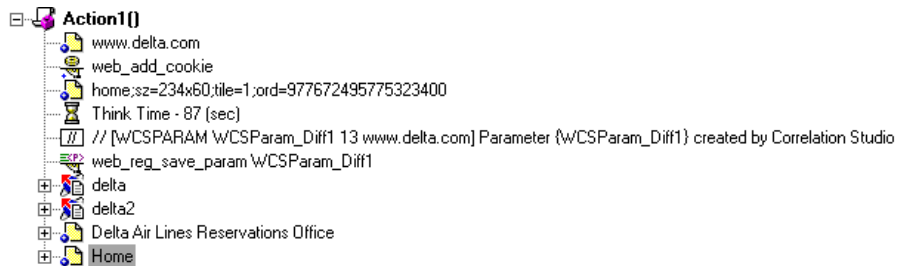 Action1()
www.delta.com
web_add_cookie
home;sz=234x60;tile=1;ord=977672495775323400
Think Time - 87 (sec)
// // [WCSPARAM WCSParam_Diff1 13 www.delta.com] Parameter {WCSParam_Diff1} created by Correlation Studio
<P> web_reg_save_param WCSParam_Diff1
delta
delta2
Delta Air Lines Reservations Office
Home